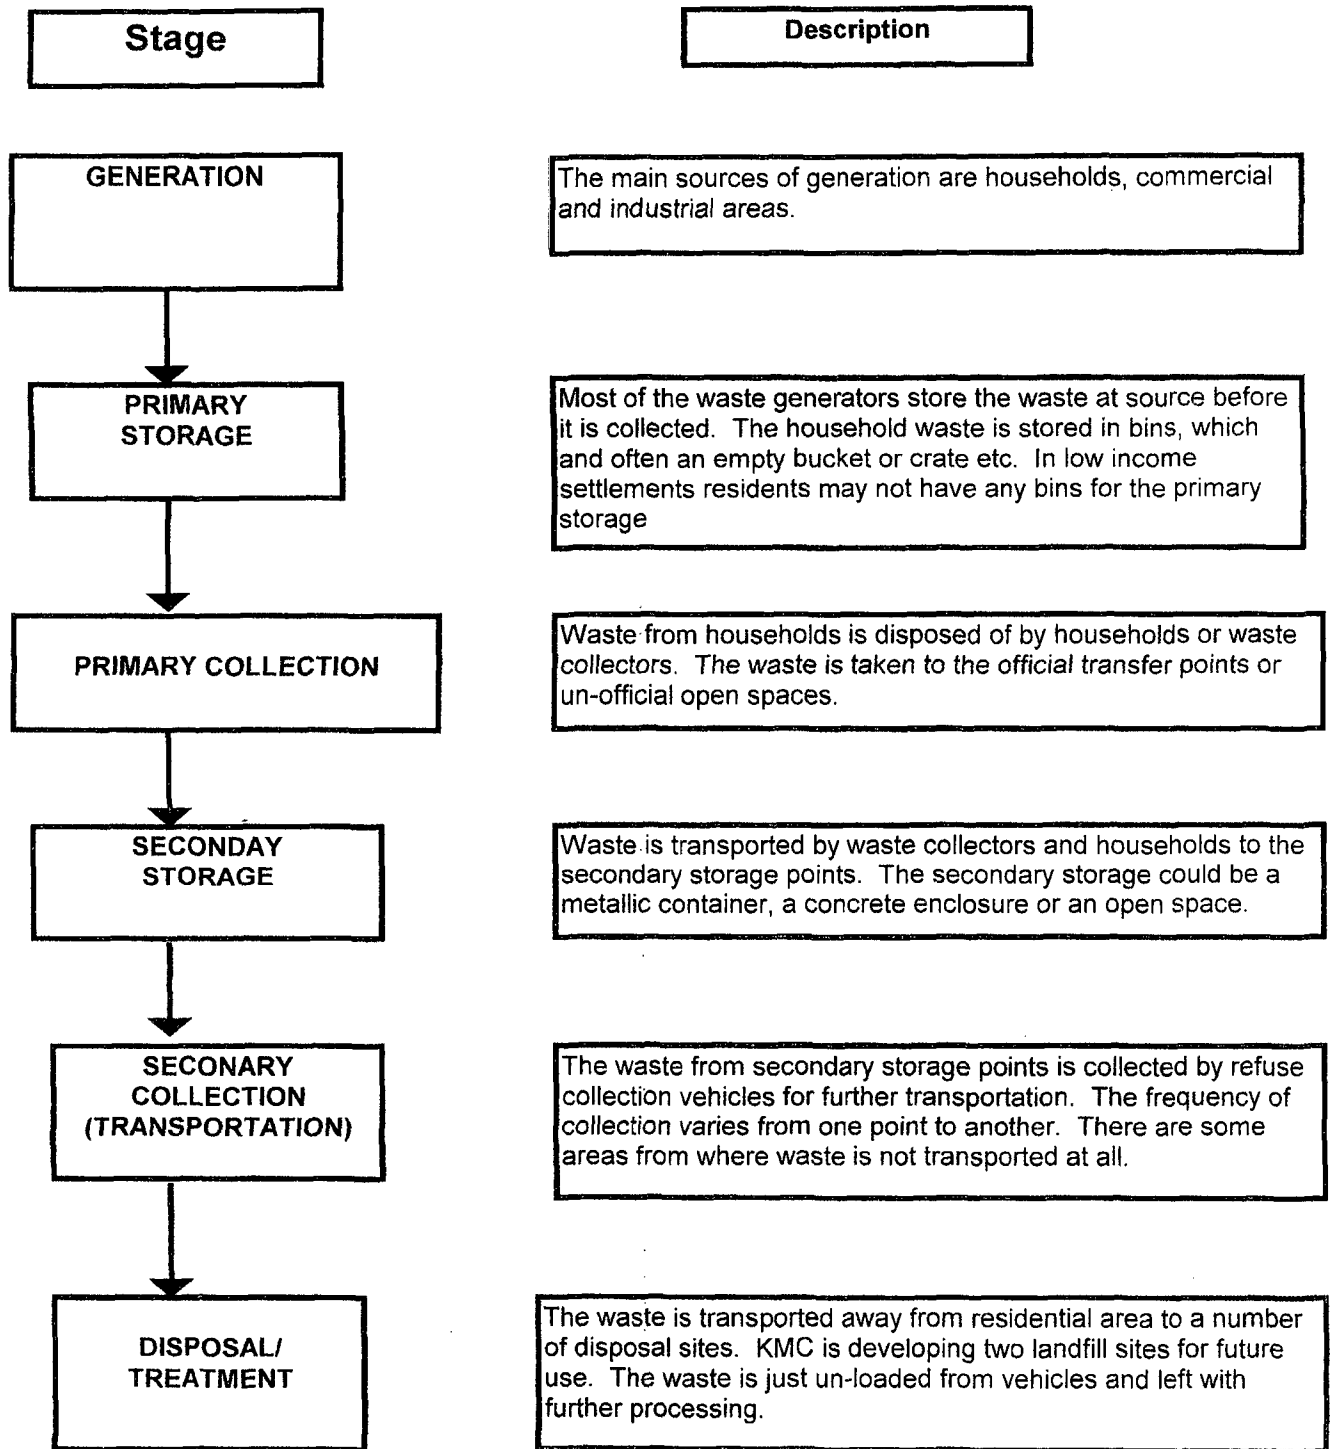 Stage
Description
GENERATION
The main sources of generation are households, commercial
and industrial areas.
PRIMARY
STORAGE
Most of the waste generators store the waste at source before
it is collected. The household waste is stored in bins, which
and often an empty bucket or crate etc. In low income
settlements residents may not have any bins for the primary
storage
PRIMARY COLLECTION
Waste from households is disposed of by households or waste
collectors. The waste is taken to the official transfer points or
un-official open spaces.
SECONDAY
STORAGE
Waste is transported by waste collectors and households to the
secondary storage points. The secondary storage could be a
metallic container, a concrete enclosure or an open space.
SECONARY
COLLECTION
(TRANSPORTATION)
The waste from secondary storage points is collected by refuse
collection vehicles for further transportation. The frequency of
collection varies from one point to another. There are some
areas from where waste is not transported at all.
DISPOSAL/
TREATMENT
The waste is transported away from residential area to a number
of disposal sites. KMC is developing two landfill sites for future
use. The waste is just un-loaded from vehicles and left with
further processing.